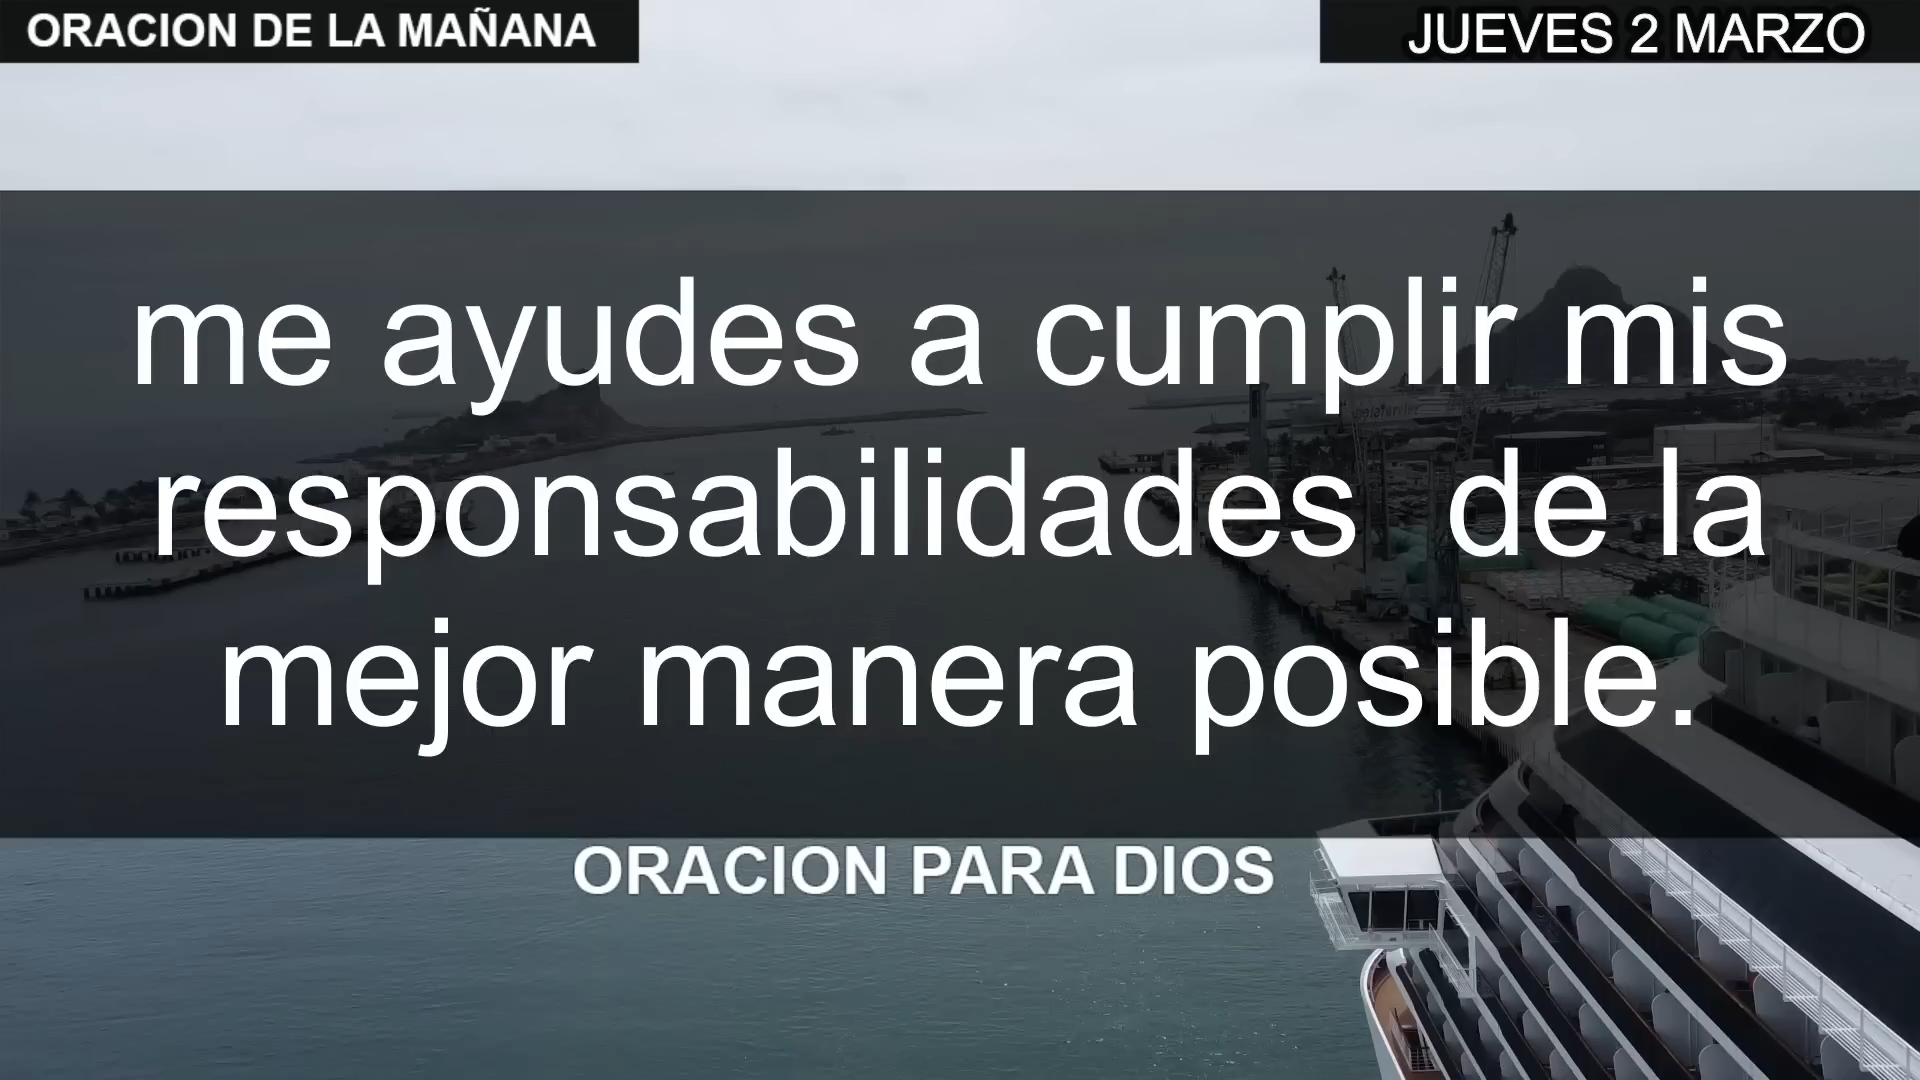 ORACION DE LA MAÑANA
JUEVES 2 MARZO
me ayudes a cumplir mis
responsabilidades  de la
mejor manera posible.
ORACION PARA DIOS